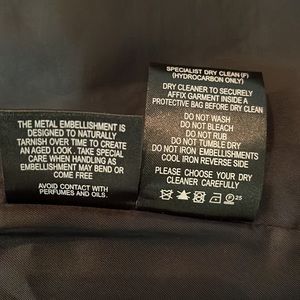 THE METAL EMBELLISHMENT
IS DESIGNED TO NATURALLY
TARNISH OVER TIME TO CREATE
AN AGED LOOK. TAKE SPECIAL
CARE WHEN HANDLING AS
EMBELLISHMENT MAY BEND OR
COME FREE
AVOID CONTACT WITH
PERFUMES AND OILS.
SPECIALIST DRY CLEAN (F)
(HYDROCARBON ONLY)
DRY CLEANER TO SECURELY
AFFIX GARMENT INSIDE A
PROTECTIVE BAG BEFORE DRY CLEAN
DO NOT WASH
DO NOT BLEACH
DO NOT RUB
DO NOT TUMBLE DRY
DO NOT IRON EMBELLISHMENTS
COOL IRON REVERSE SIDE
PLEASE CHOOSE YOUR DRY
CLEANER CAREFULLY
25